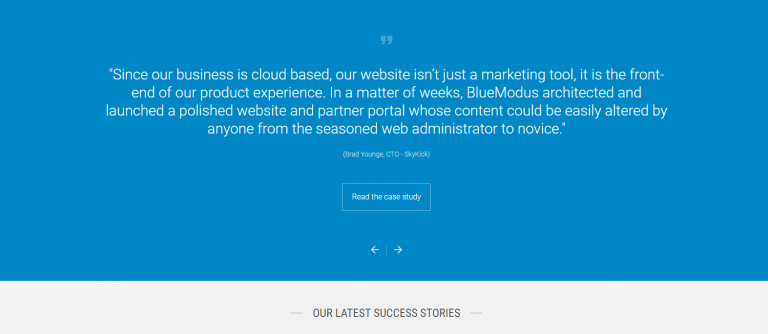 "Since our business is cloud based, our website isn't just a marketing tool, it is the front-
end of our product experience. In a matter of weeks, BlueModus architected and
launched a polished website and partner portal whose content could be easily altered by
anyone from the seasoned web administrator to novice."
(Brad Younge, CTO - SkyKick)
Read the case study
OUR LATEST SUCCESS STORIES